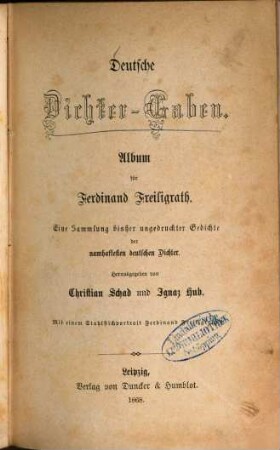 Deutsche
Dichter-Gaben.
Album
für
Ferdinand Freiligrath.
Eine Sammlung bisher ungedruckter Gedichte
der
namhaftesten deutschen Dichter.
Herausgegeben von
Christian Schad und Ignaz Hub.
Mit einem Stahlstichportrait Ferdinand
Leipzig,
Verlag von Duncker & Humblot.
1868.